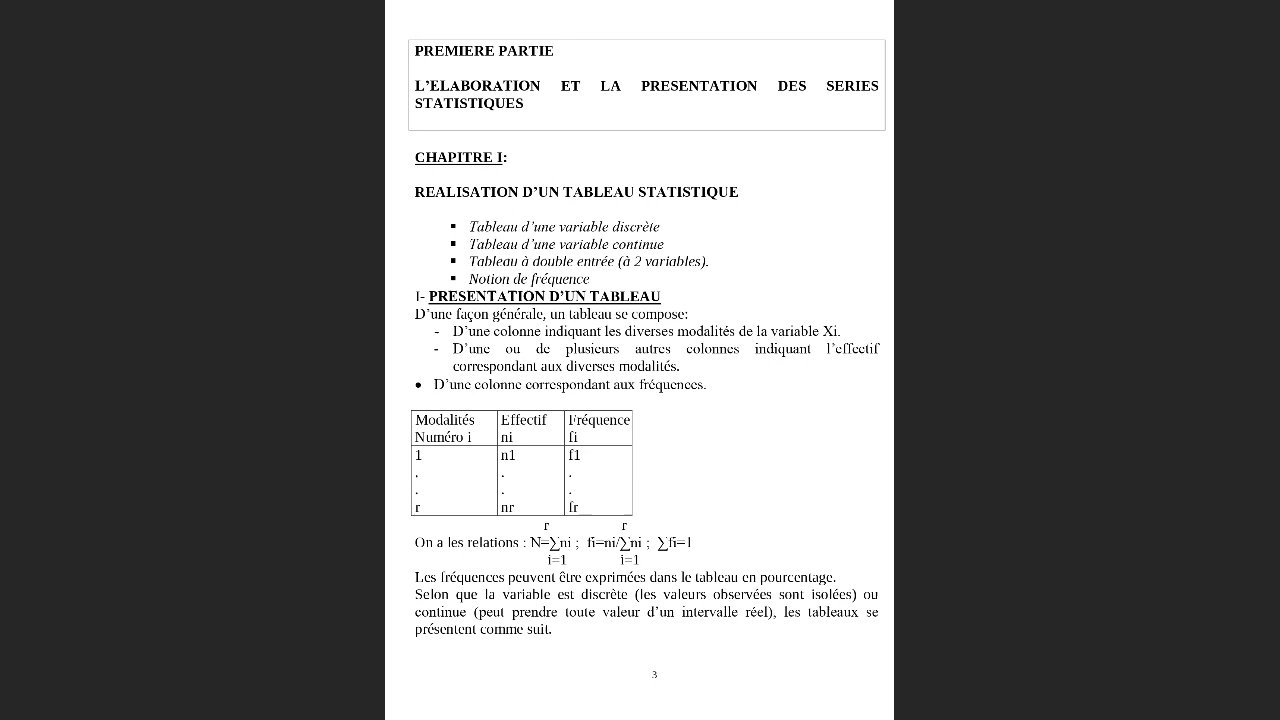 PREMIERE PARTIE
L’ELABORATION ET LA PRESENTATION DES SERIES
STATISTIQUES
CHAPITRE I:
REALISATION D’UN TABLEAU STATISTIQUE
▪ Tableau d’une variable discrète
▪ Tableau d’une variable continue
▪ Tableau à double entrée (à 2 variables).
▪ Notion de fréquence
I- PRESENTATION D’UN TABLEAU
D’une façon générale, un tableau se compose:
- D’une colonne indiquant les diverses modalités de la variable Xi.
- D’une ou de plusieurs autres colonnes indiquant l’effectif
correspondant aux diverses modalités.
• D’une colonne correspondant aux fréquences.
Modalités Effectif Fréquence
Numéro i ni fi
1 n1 f1
. . .
. . .
r nr fr
r r
On a les relations : N=∑ni ; fi=ni/∑ni ; ∑fi=1
i=1 i=1
Les fréquences peuvent être exprimées dans le tableau en pourcentage.
Selon que la variable est discrète (les valeurs observées sont isolées) ou
continue (peut prendre toute valeur d’un intervalle réel), les tableaux se
présentent comme suit.
3